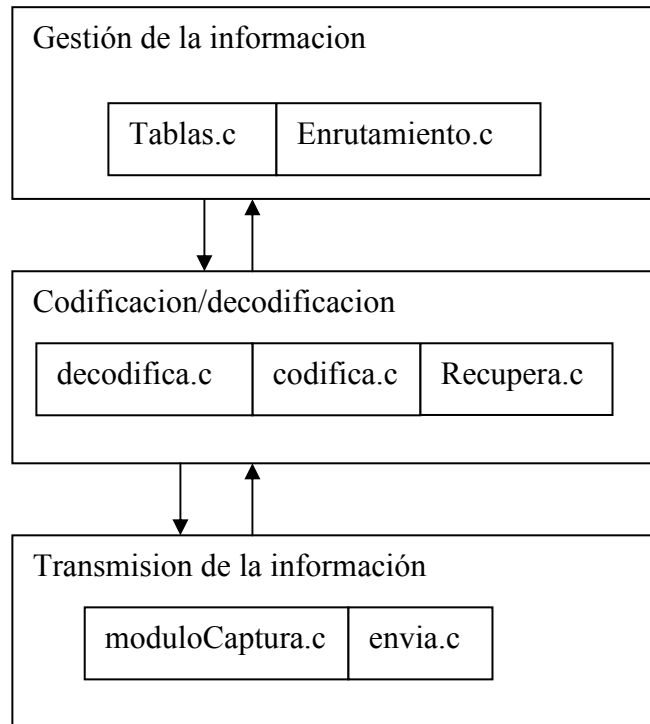 Gestión de la informacion
Tablas.c Enrutamiento.c
Codificacion/decodificacion
decodifica.c codifica.c Recupera.c
Transmision de la información
moduloCaptura.c envia.c